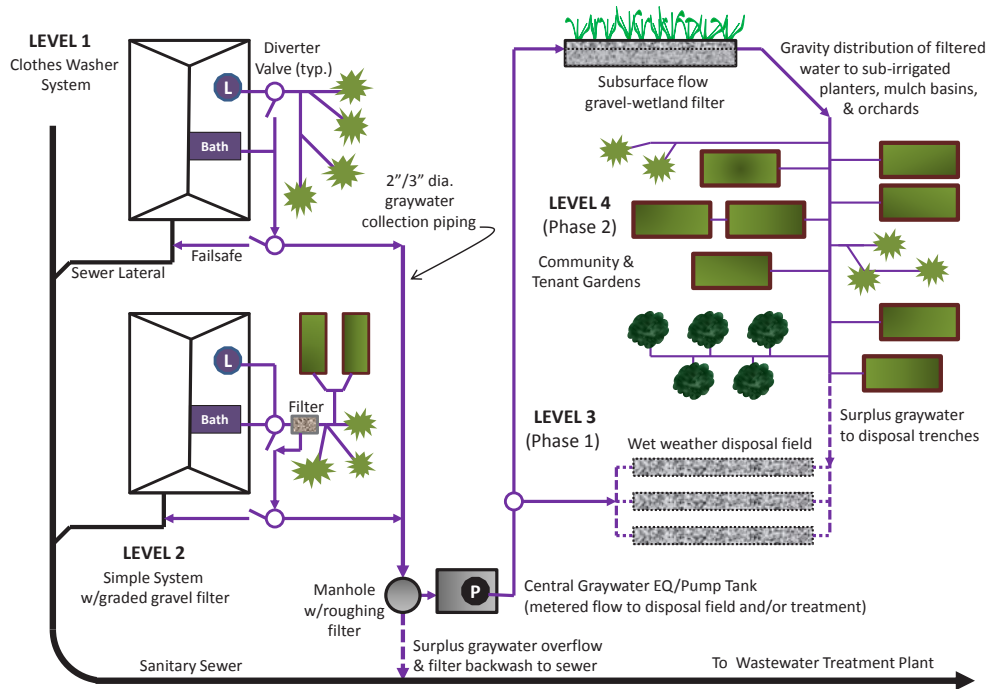 LEVEL 1
Clothes Washer
System
Diverter
Valve (typ.)
L
Bath
Failsafe
Sewer Lateral
2”/3” dia.
graywater
collection piping
Subsurface flow
gravel-wetland filter
Gravity distribution of filtered
water to sub-irrigated
planters, mulch basins,
& orchards
LEVEL 4
(Phase 2)
Community &
Tenant Gardens
L
Bath
Filter
LEVEL 2
Simple System
w/graded gravel filter
LEVEL 3
(Phase 1)
Wet weather disposal field
Surplus graywater
to disposal trenches
Manhole
w/roughing
filter
P
Central Graywater EQ/Pump Tank
(metered flow to disposal field and/or treatment)
Surplus graywater overflow
& filter backwash to sewer
Sanitary Sewer
To Wastewater Treatment Plant